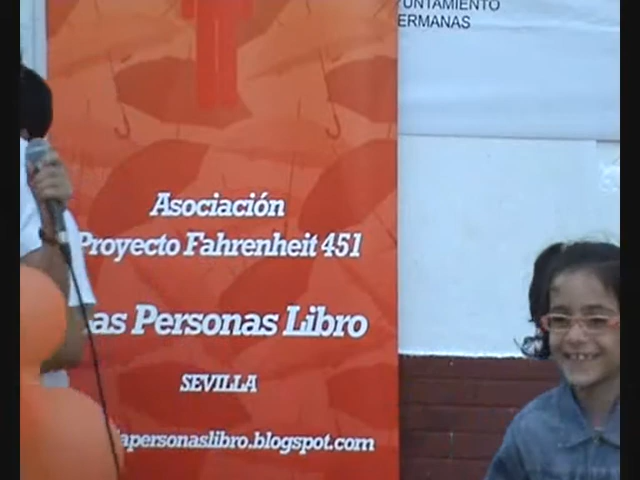 YUNTAMIENTO
ERMANAS
Asociación
Proyecto Fahrenheit 451
as Personas Libro
SEVILLA
apersonaslibro.blogspot.com